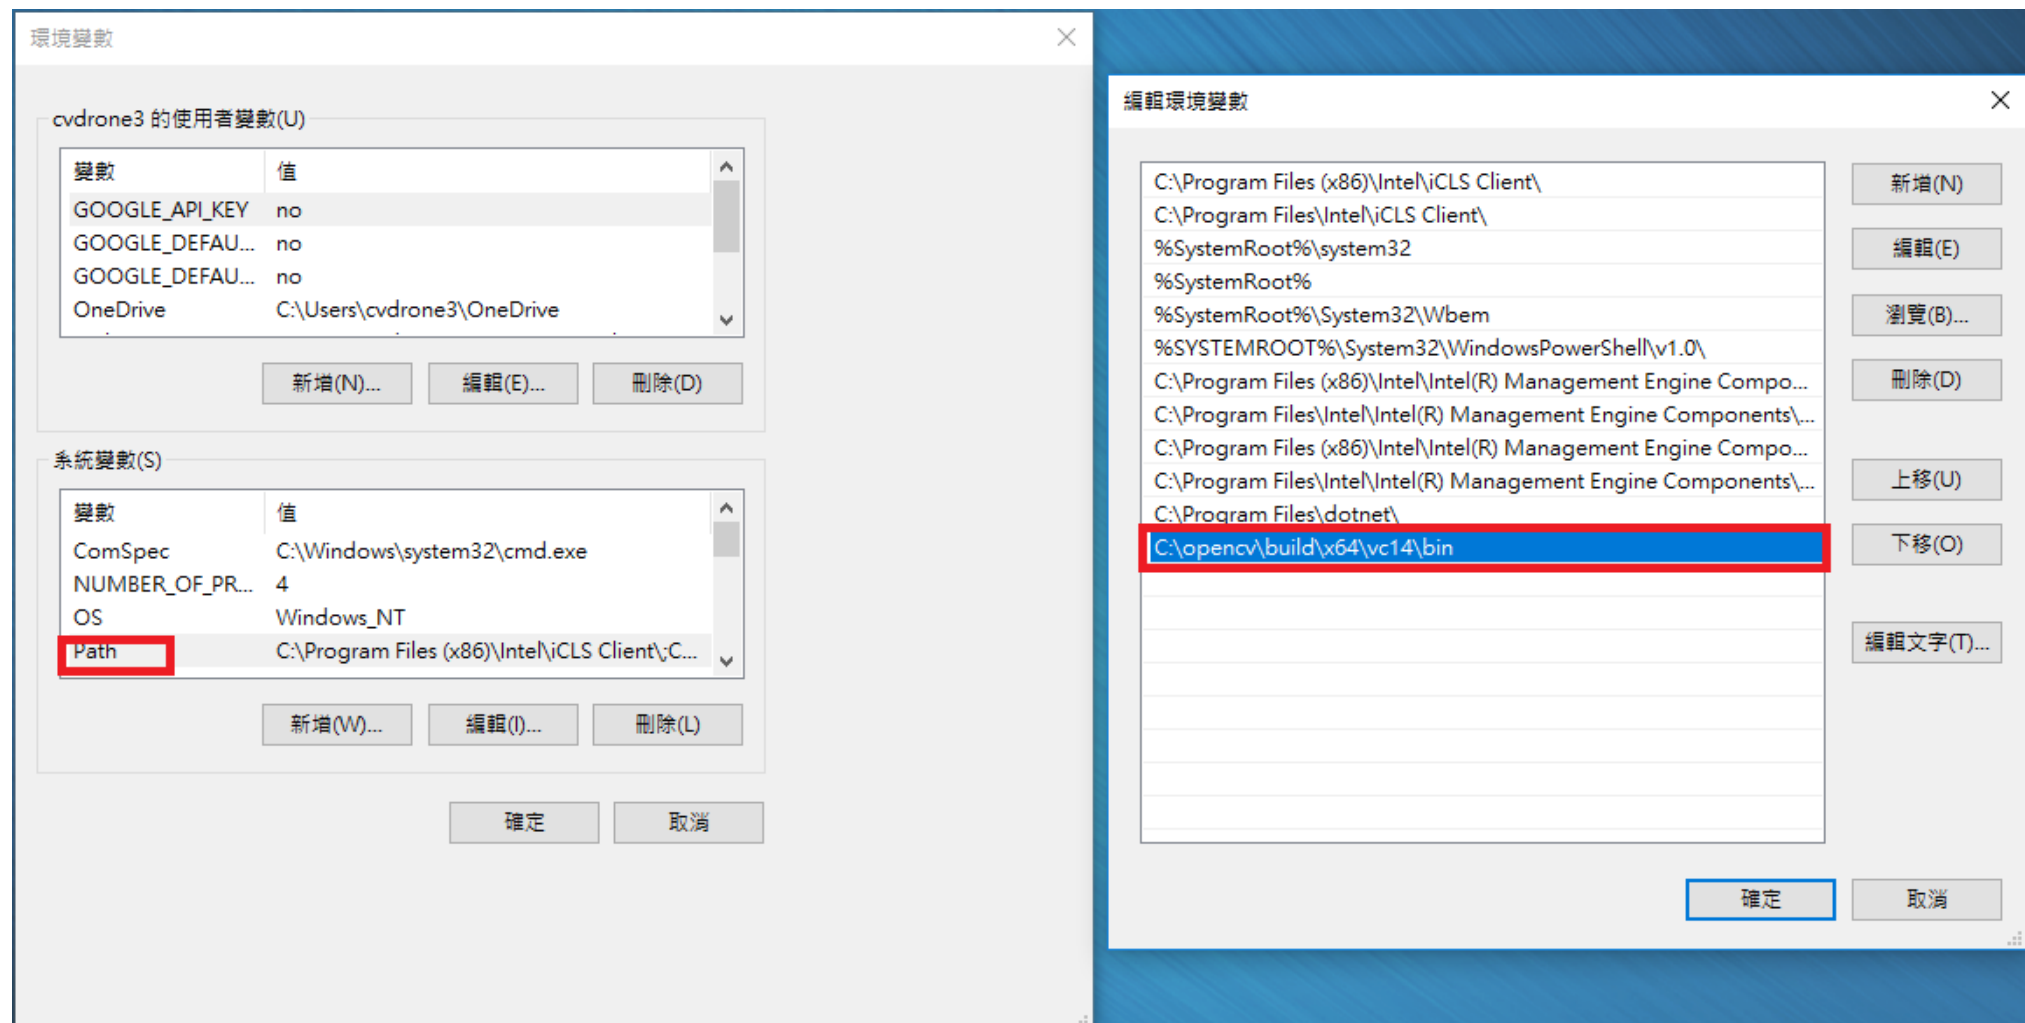 環境變數
cvdrone3 的使用者變數(U)
變數 值
GOOGLE_API_KEY no
GOOGLE_DEFAU... no
GOOGLE_DEFAU... no
OneDrive C:\Users\cvdrone3\OneDrive
新增(N)... 編輯(E)... 刪除(D)
系統變數(S)
變數 值
ComSpec C:\Windows\system32\cmd.exe
NUMBER_OF_PR... 4
OS Windows_NT
Path C:\Program Files (x86)\Intel\iCLS Client\;C...
新增(W)... 編輯(I)... 刪除(L)
確定 取消
編輯環境變數
C:\Program Files (x86)\Intel\iCLS Client\
C:\Program Files\Intel\iCLS Client\
%SystemRoot%\system32
%SystemRoot%
%SystemRoot%\System32\Wbem
%SYSTEMROOT%\System32\WindowsPowerShell\v1.0\
C:\Program Files (x86)\Intel\Intel(R) Management Engine Compo...
C:\Program Files\Intel\Intel(R) Management Engine Components\...
C:\Program Files (x86)\Intel\Intel(R) Management Engine Compo...
C:\Program Files\Intel\Intel(R) Management Engine Components\...
C:\Program Files\dotnet\
C:\opencv\build\x64\vc14\bin
新增(N)
編輯(E)
瀏覽(B)...
刪除(D)
上移(U)
下移(O)
編輯文字(T)...
確定 取消